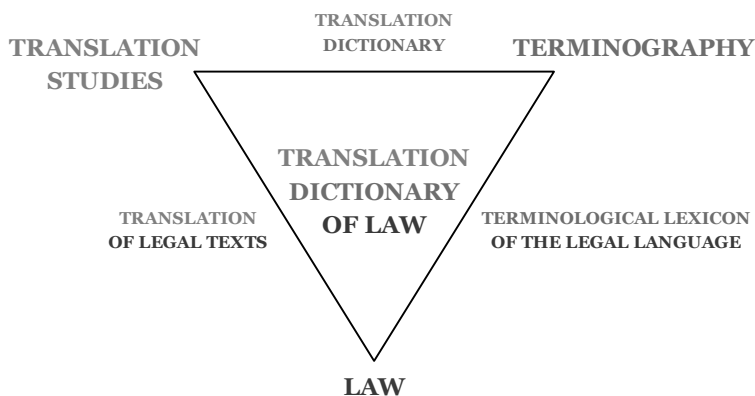 TRANSLATION
DICTIONARY
TRANSLATION
STUDIES
TERMINOGRAPHY
TRANSLATION
DICTIONARY
OF LAW
TRANSLATION
OF LEGAL TEXTS
TERMINOLOGICAL LEXICON
OF THE LEGAL LANGUAGE
LAW